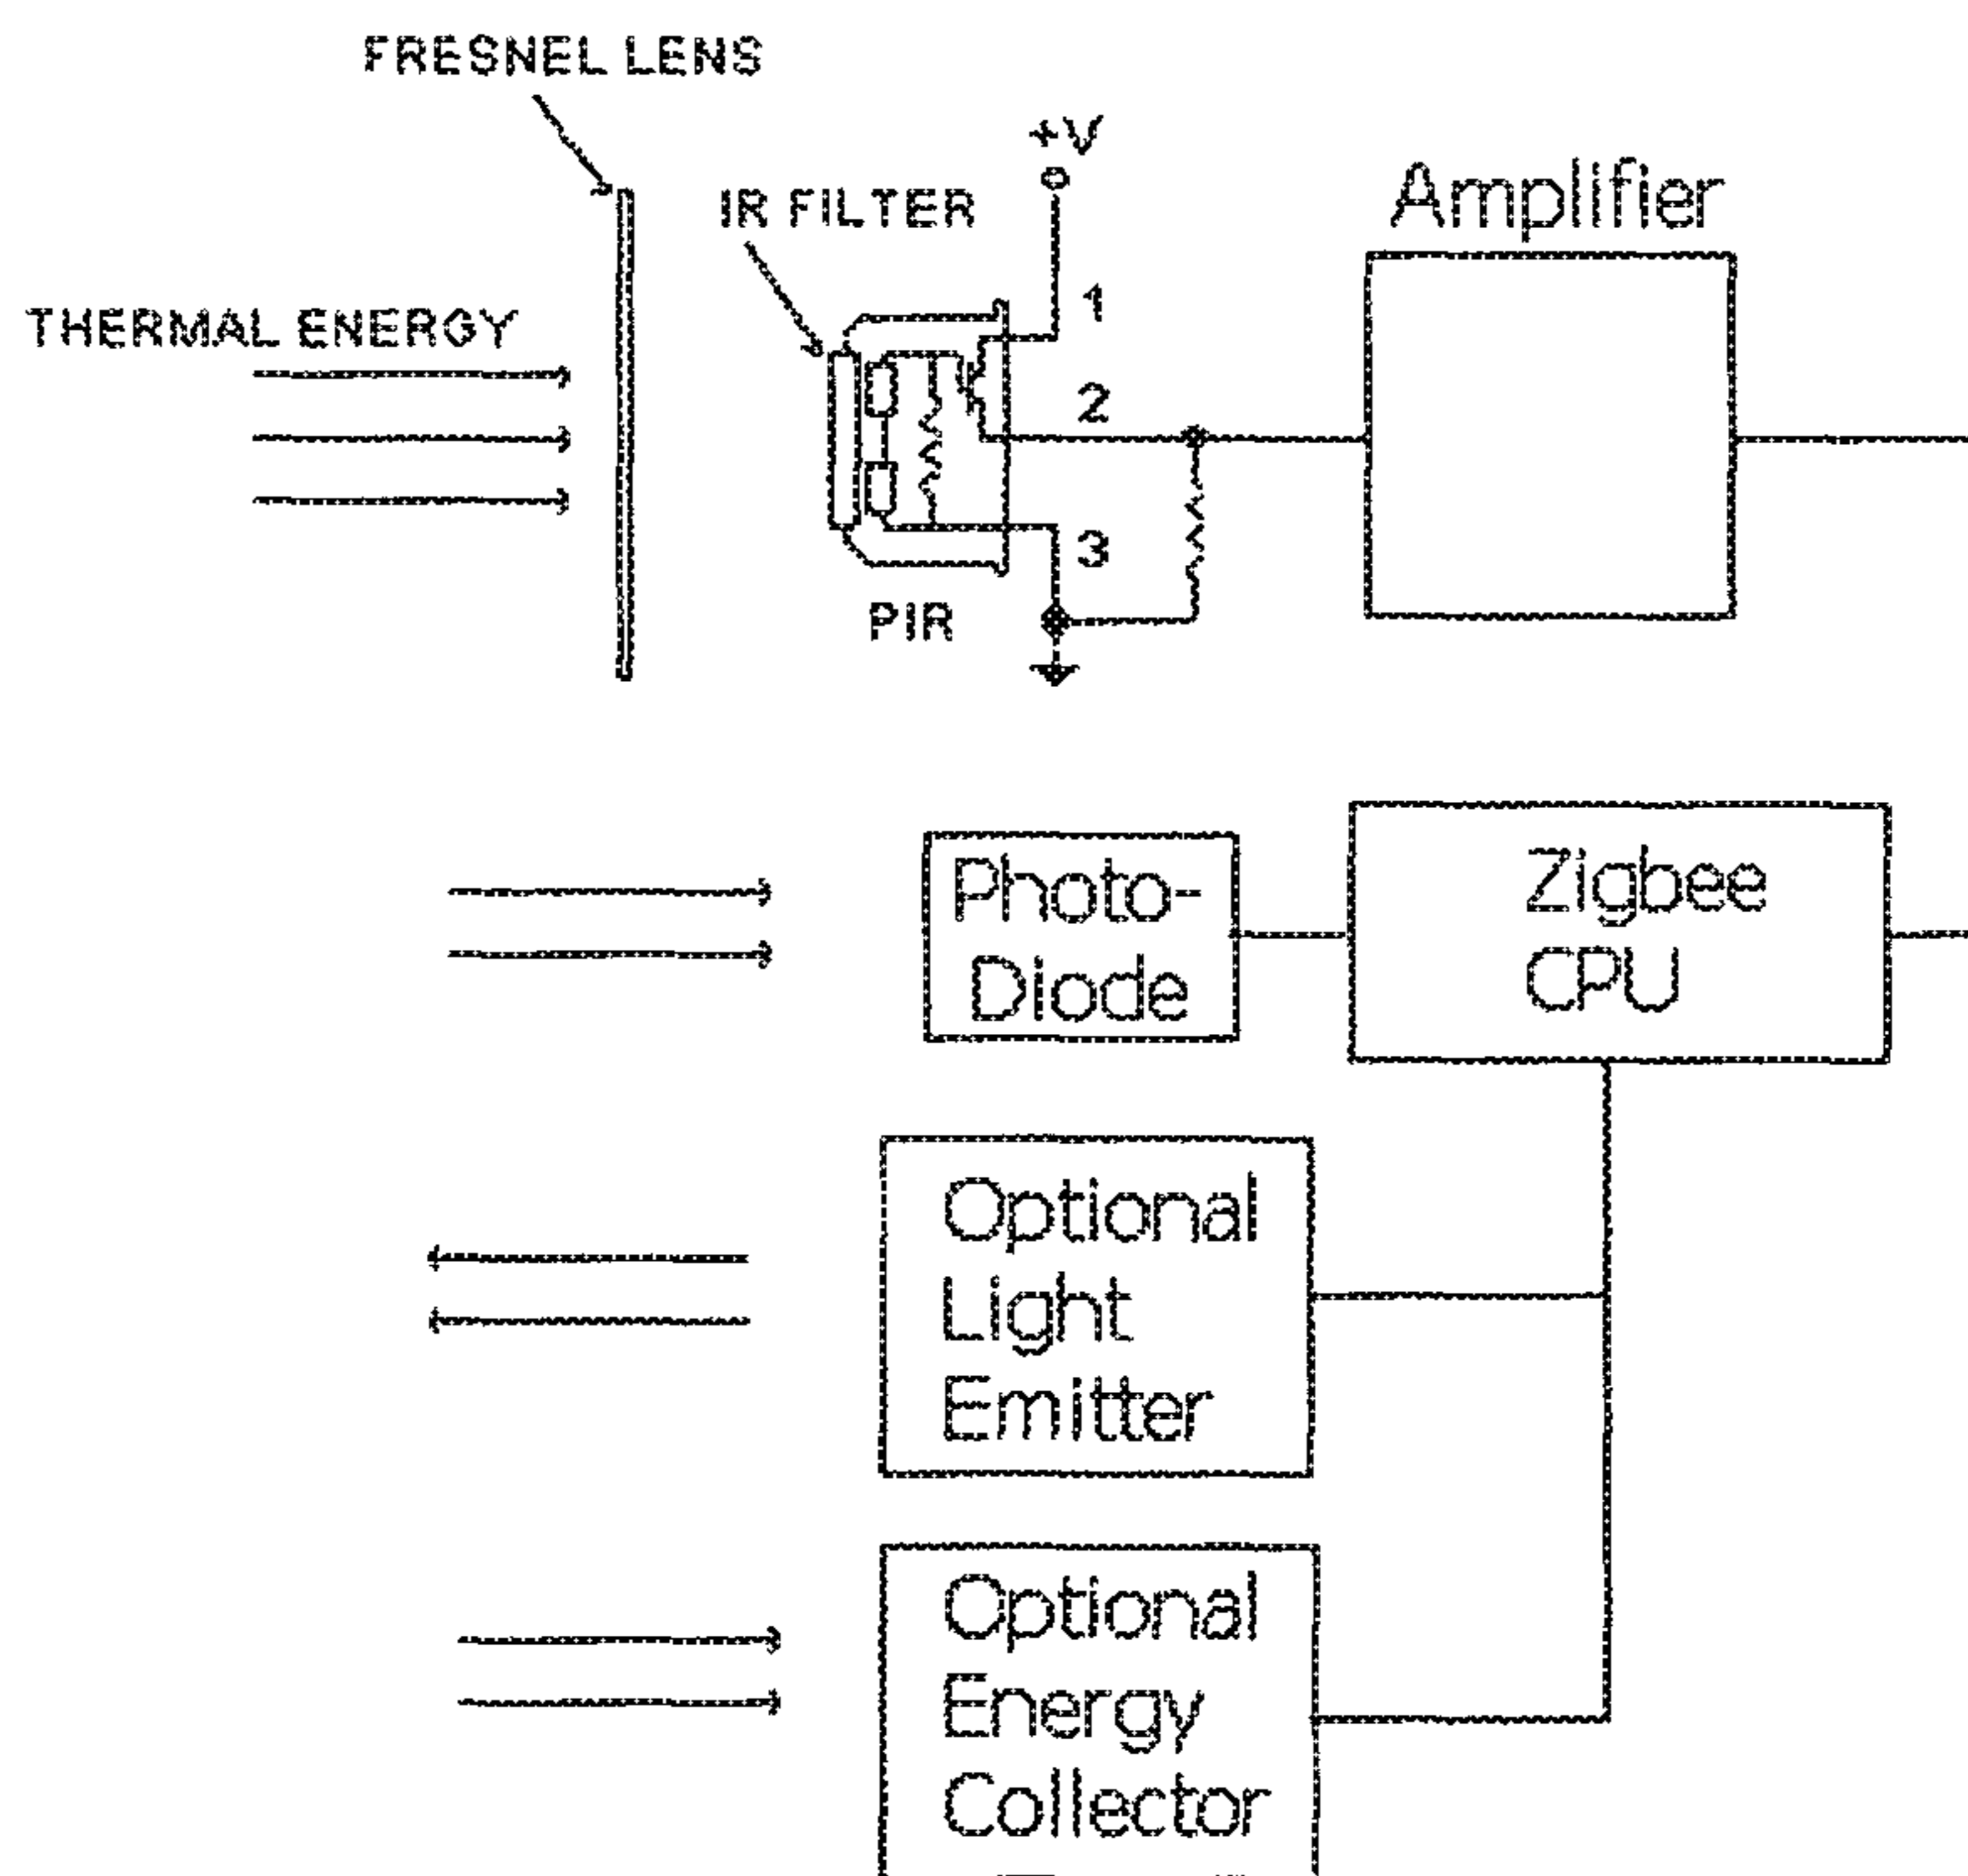 FRESNEL LENS
+V
IR FILTER
Amplifier
THERMAL ENERGY
1
2
3
PIR
Photo-
Diode
Zigbee
CPU
Optional
Light
Emitter
Optional
Energy
Collector